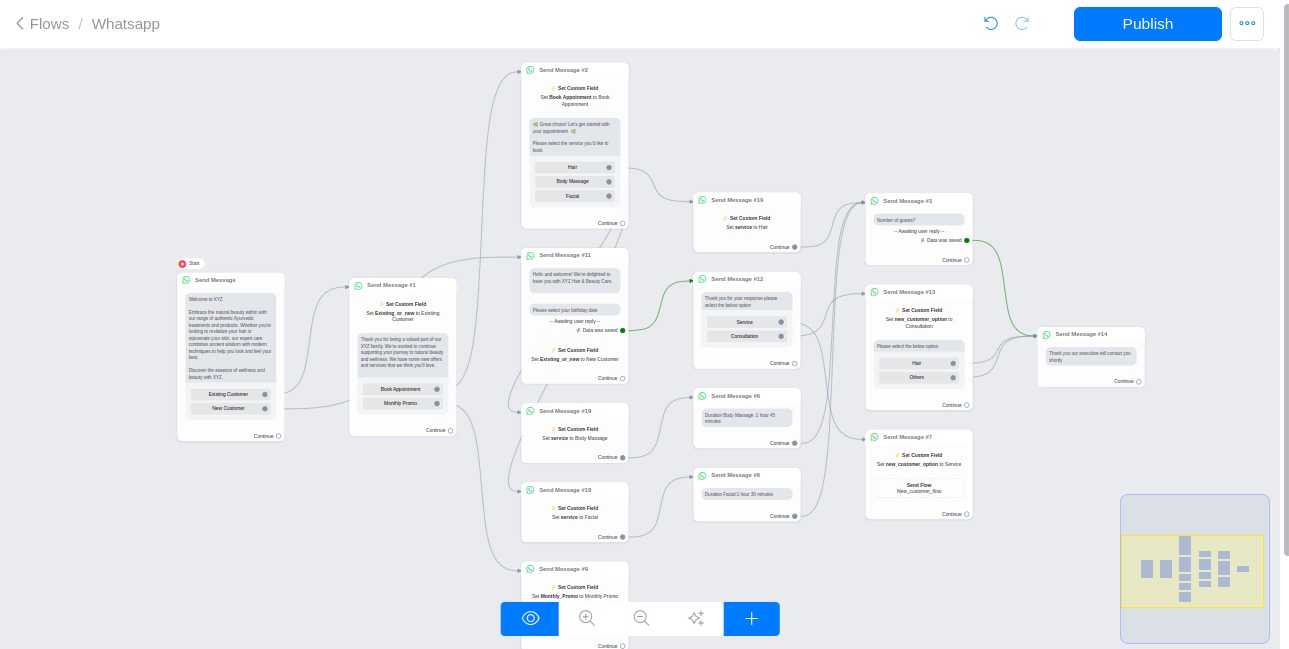 Flows / Whatsapp
Publish
Send Message #2
Set Custom Field
Set Book Appoinment to Book
Appoinment
🌿 Great choice! Let's get started with
your appointment. 🌿
Please select the service you'd like to
book
Hair
Body Massage
Facial
Continue
Start
Send Message
Welcome to XYZ
Embrace the natural beauty within with
our range of authentic Ayurvedic
treatments and products. Whether you're
looking to revitalize your hair or
rejuvenate your skin, our expert care
combines ancient wisdom with modern
techniques to help you look and feel your
best.
Discover the essence of wellness and
beauty with XYZ.
Existing Customer
New Customer
Continue
Send Message #1
Set Custom Field
Set Existing_or_new to Existing
Customer
Thank you for being a valued part of our
XYZ family. We're excited to continue
supporting your journey to natural beauty
and wellness. We have some new offers
and services that we think you'll love.
Book Appointment
Monthly Promo
Continue
Send Message #11
Hello and welcome! We're delighted to
have you with XYZ Hair & Beauty Care.
Please select your birthday date
-- Awaiting user reply --
Data was saved
Set Custom Field
Set Existing_or_new to New Customer
Continue
Send Message #19
Set Custom Field
Set service to Body Massage
Continue
Send Message #19
Set Custom Field
Set service to Facial
Continue
Send Message #9
Set Custom Field
Set Monthly_Promo to Monthly Promo
Continue
Send Message #19
Set Custom Field
Set service to Hair
Continue
Send Message #12
Thank you for your response please
select the below option
Service
Consultation
Continue
Send Message #6
Duration Body Massage :1 hour 45
minutes
Continue
Send Message #6
Duration Facial:1 hour 30 minutes
Continue
Send Message #3
Number of guests?
-- Awaiting user reply --
Data was saved
Continue
Send Message #13
Set Custom Field
Set new_customer_option to
Consultation
Please select the below option
Hair
Others
Continue
Send Message #7
Set Custom Field
Set new_customer_option to Service
Send Flow
New_customer_flow
Continue
Send Message #14
Thank you our executive will contact you
shortly
Continue